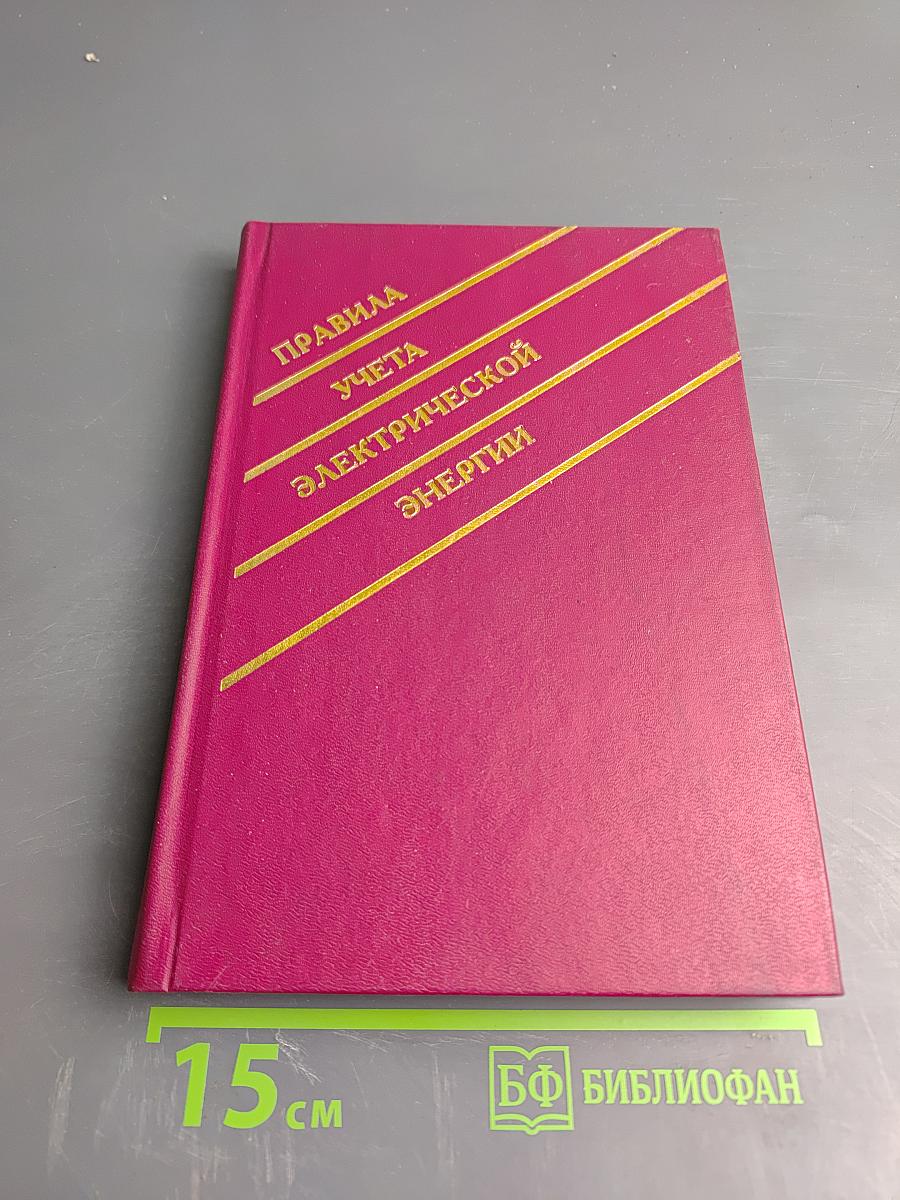 ПРАВИЛА
УЧЕТА
ЭЛЕКТРИЧЕСКОЙ
ЭНЕРГИИ
15 см
БФ БИБЛИОФАН